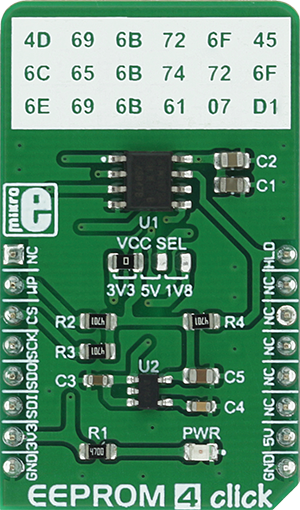 4D 69 6B 72 6F 45
6C 65 6B 74 72 6F
6E 69 6B 61 07 D1
C2
C1
mikro
e
U1
VCC SEL
3V3 5V 1V8
NC HLD
WP NC
CS NC
SCK NC
SDO NC
SDI NC
3V3 5V
GND GND
R2 R4
R3
U2
C3 C5
C4
R1 PWR
4700
EEPROM 4 click